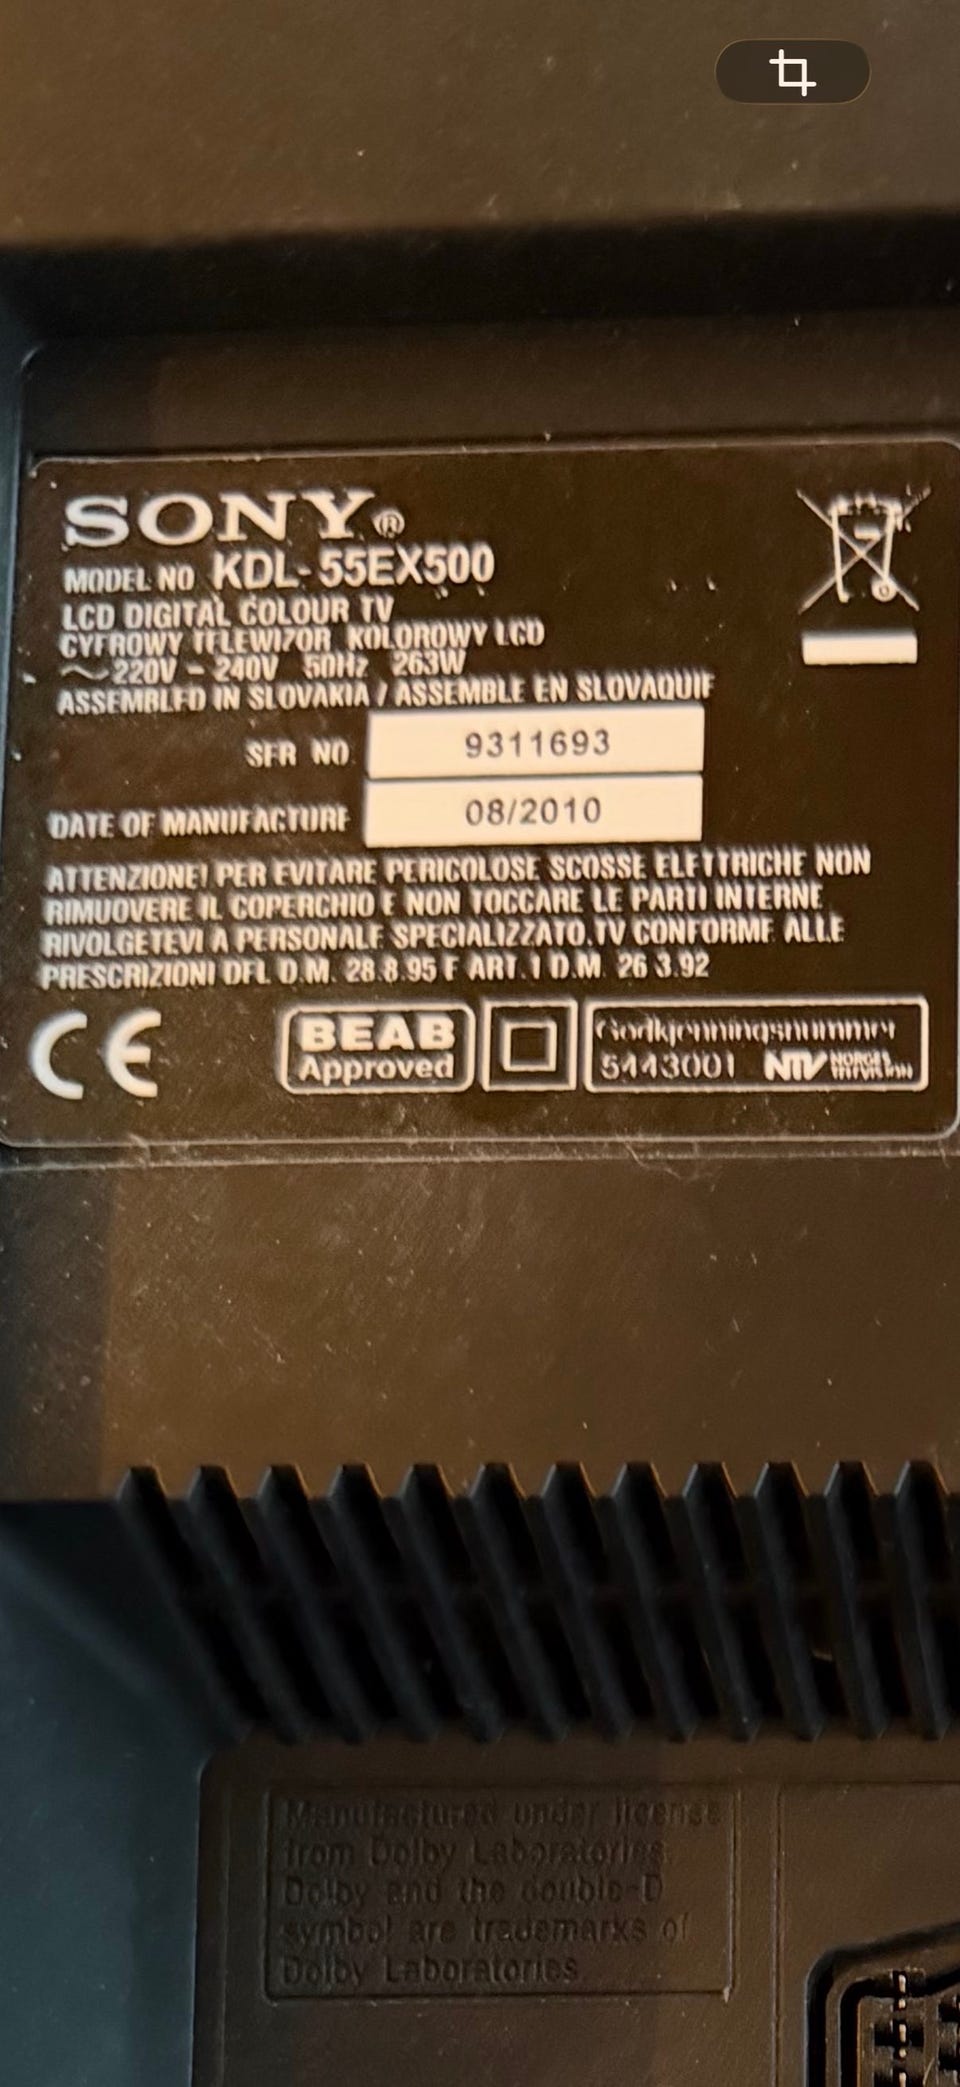 SONY®
MODEL NO. KDL-55EX500
LCD DIGITAL COLOUR TV
CYFROWY TELEWIZOR KOLOROWY LCD
~ 220V - 240V 50Hz 263W
ASSEMBLED IN SLOVAKIA / ASSEMBLE EN SLOVAQUIE
SER NO. 9311693
DATE OF MANUFACTURE 08/2010
ATTENZIONE! PER EVITARE PERICOLOSE SCOSSE ELETTRICHE NON
RIMUOVERE IL COPERCHIO E NON TOCCARE LE PARTI INTERNE
RIVOLGETEVI A PERSONALE SPECIALIZZATO. TV CONFORME ALLE
PRESCRIZIONI DEL D.M. 28.8.95 E ART. 1 D.M. 26.3.92
CE
BEAB
Approved
Godkjenningsnummer
5443001 NTV NORGES TELEVISION
Manufactured under license
from Dolby Laboratories.
Dolby and the double-D
symbol are trademarks of
Dolby Laboratories.